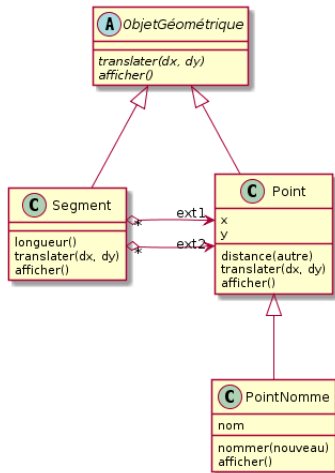 A ObjetGéométrique
translater(dx, dy)
afficher()
C Segment
longueur()
translater(dx, dy)
afficher()
* ext1
* ext2
C Point
x
y
distance(autre)
translater(dx, dy)
afficher()
C PointNomme
nom
nommer(nouveau)
afficher()